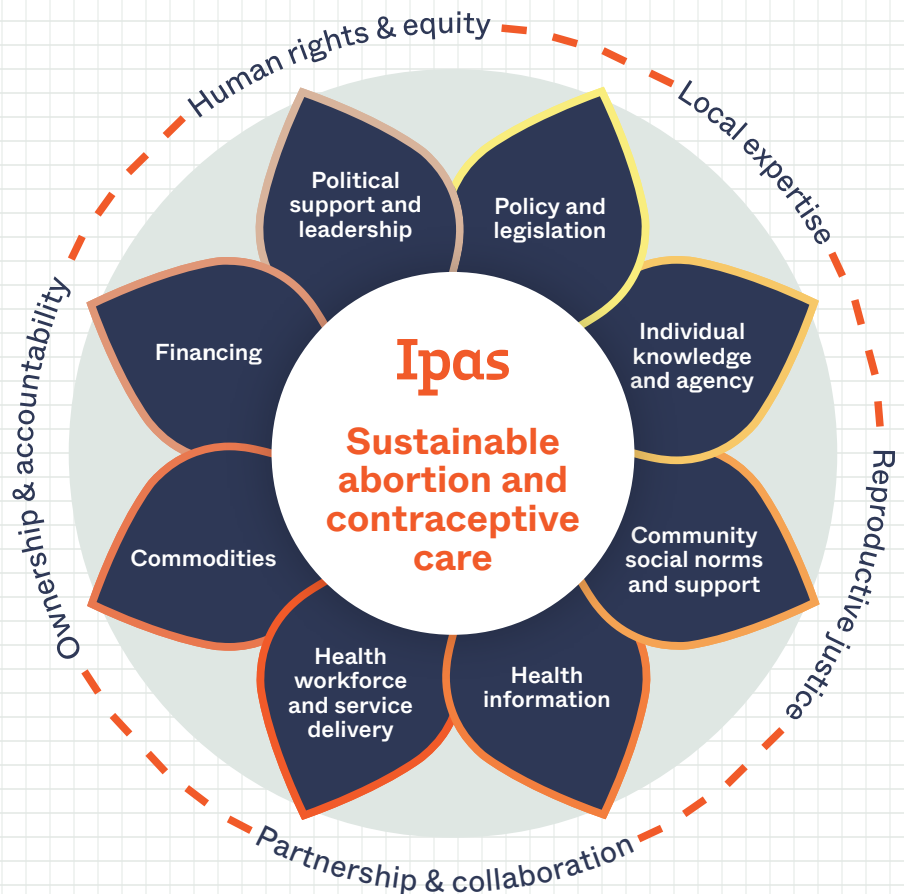 Human rights & equity
Local expertise
Reproductive justice
Partnership & collaboration
Ownership & accountability
Political
support and
leadership
Policy and
legislation
Individual
knowledge
and agency
Community
social norms
and support
Health
information
Health
workforce
and service
delivery
Commodities
Financing
Ipas
Sustainable
abortion and
contraceptive
care